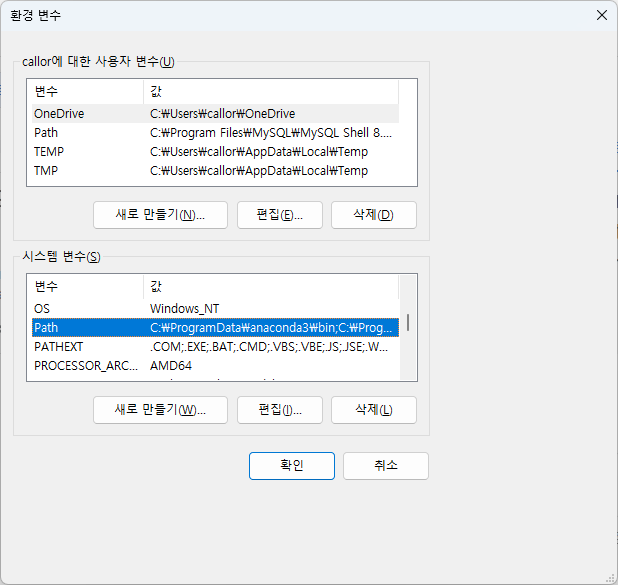 환경 변수
callor에 대한 사용자 변수(U)
변수 값
OneDrive C:₩Users₩callor₩OneDrive
Path C:₩Program Files₩MySQL₩MySQL Shell 8....
TEMP C:₩Users₩callor₩AppData₩Local₩Temp
TMP C:₩Users₩callor₩AppData₩Local₩Temp
새로 만들기(N)... 편집(E)... 삭제(D)
시스템 변수(S)
변수 값
OS Windows_NT
Path C:₩ProgramData₩anaconda3₩bin;C:₩Prog...
PATHEXT .COM;.EXE;.BAT;.CMD;.VBS;.VBE;.JS;.JSE;.W...
PROCESSOR_ARC... AMD64
새로 만들기(W)... 편집(I)... 삭제(L)
확인 취소